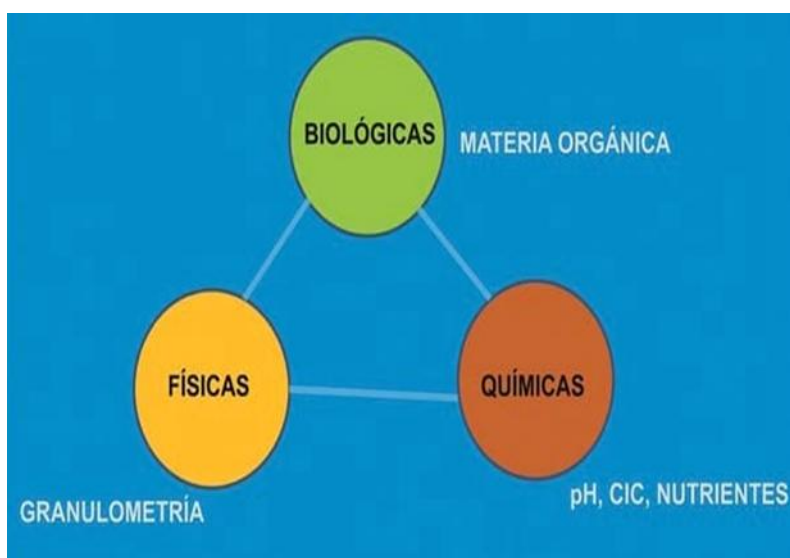 BIOLÓGICAS
MATERIA ORGÁNICA
FÍSICAS
QUÍMICAS
GRANULOMETRÍA
pH, CIC, NUTRIENTES